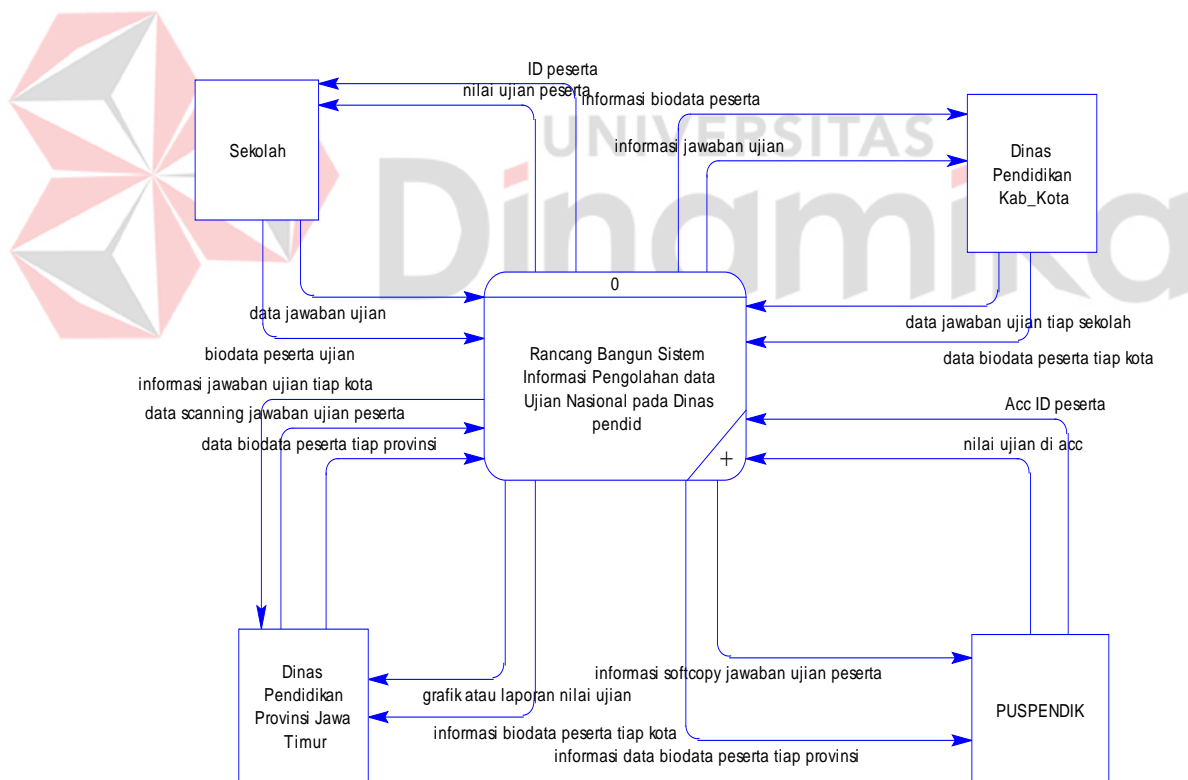 ID peserta
nilai ujian peserta
informasi biodata peserta
informasi jawaban ujian
UNIVERSITAS
Dinamika
Sekolah
Dinas
Pendidikan
Kab_Kota
0
data jawaban ujian
biodata peserta ujian
data jawaban ujian tiap sekolah
data biodata peserta tiap kota
Rancang Bangun Sistem
Informasi Pengolahan data
Ujian Nasional pada Dinas
pendid
+
informasi jawaban ujian tiap kota
data scanning jawaban ujian peserta
data biodata peserta tiap provinsi
Acc ID peserta
nilai ujian di acc
Dinas
Pendidikan
Provinsi Jawa
Timur
grafik atau laporan nilai ujian
informasi biodata peserta tiap kota
informasi softcopy jawaban ujian peserta
informasi data biodata peserta tiap provinsi
PUSPENDIK